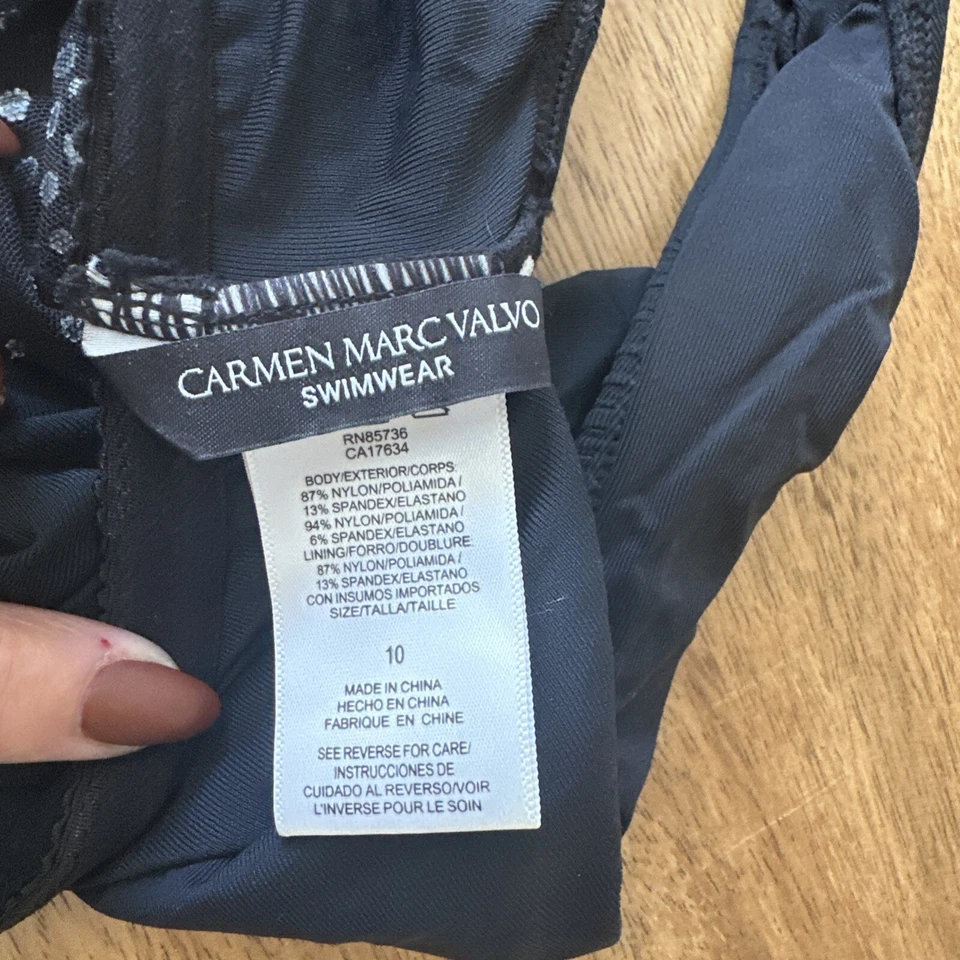 CARMEN MARC VALVO
SWIMWEAR
RN85736
CA17634
BODY/EXTERIOR/CORPS:
87% NYLON/POLIAMIDA /
13% SPANDEX/ELASTANO
94% NYLON/POLIAMIDA /
6% SPANDEX/ELASTANO
LINING/FORRO/DOUBLURE:
87% NYLON/POLIAMIDA /
13% SPANDEX/ELASTANO
CON INSUMOS IMPORTADOS
SIZE/TALLA/TAILLE
10
MADE IN CHINA
HECHO EN CHINA
FABRIQUE EN CHINE
SEE REVERSE FOR CARE/
INSTRUCCIONES DE
CUIDADO AL REVERSO/VOIR
L'INVERSE POUR LE SOIN